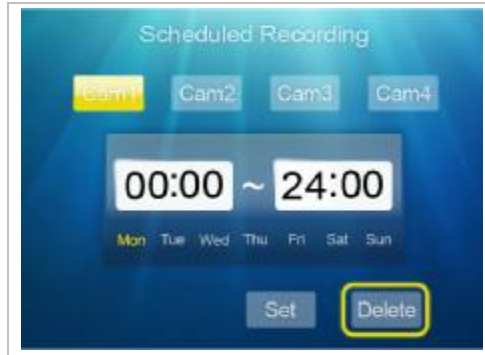 Scheduled Recording
Cam1 Cam2 Cam3 Cam4
00:00 ~ 24:00
Mon Tue Wed Thu Fri Sat Sun
Set Delete